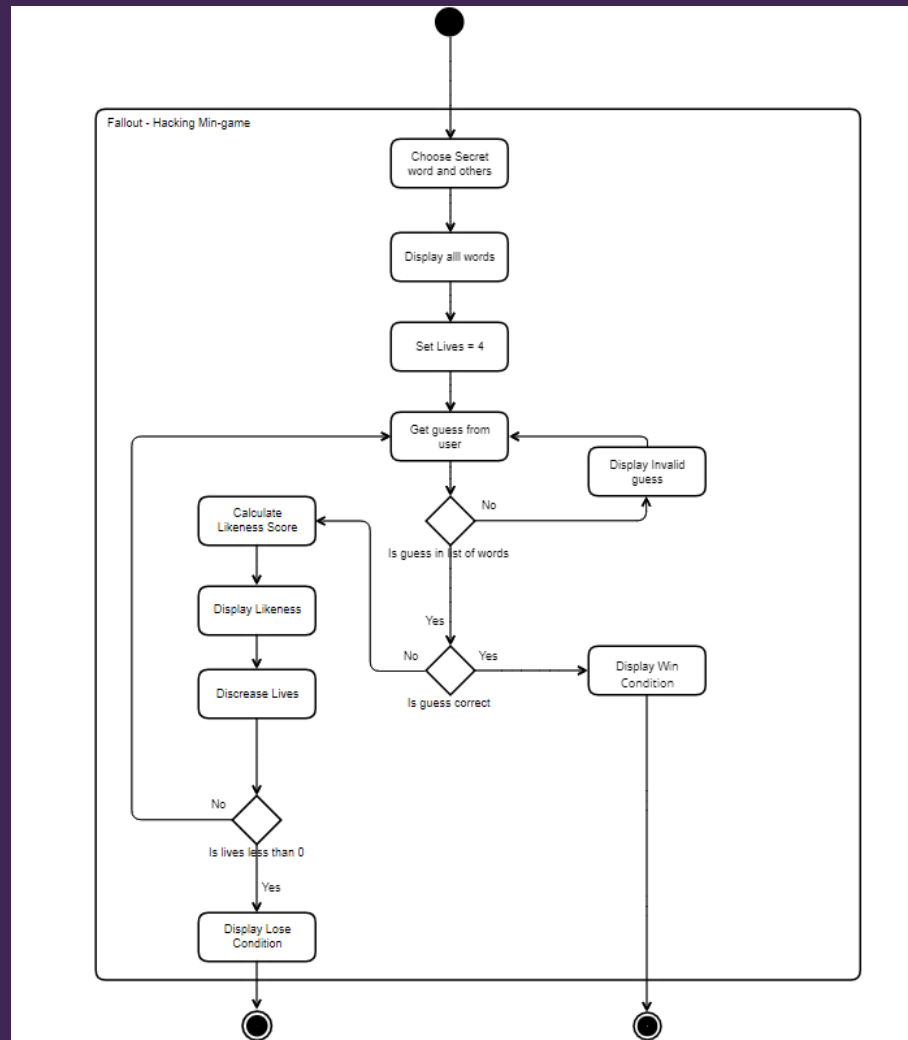 Fallout - Hacking Min-game
Choose Secret
word and others
Display alll words
Set Lives = 4
Get guess from
user
Display Invalid
guess
No
Is guess in list of words
Calculate
Likeness Score
Display Likeness
Yes
No
Yes
Is guess correct
Display Win
Condition
Discrease Lives
No
Is lives less than 0
Yes
Display Lose
Condition